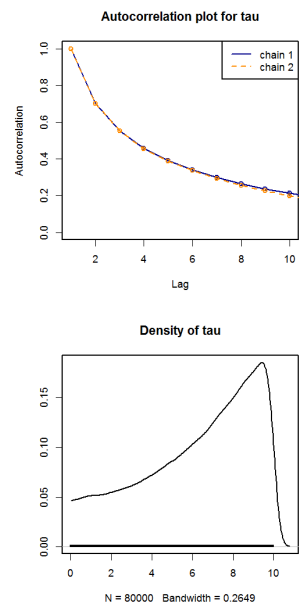 Autocorrelation plot for tau
chain 1
chain 2
Autocorrelation
1.0
0.8
0.6
0.4
0.2
0.0
2 4 6 8 10
Lag
Density of tau
0.15
0.10
0.05
0.00
0 2 4 6 8 10
N = 80000 Bandwidth = 0.2649